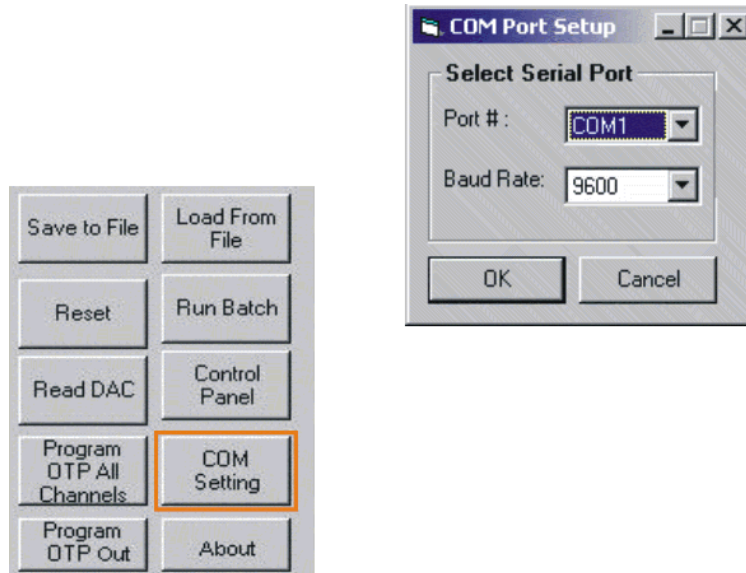 COM Port Setup
Select Serial Port
Port # :
COM1
Baud Rate:
9600
OK
Cancel
Save to File
Load From
File
Reset
Run Batch
Read DAC
Control
Panel
Program
OTP All
Channels
COM
Setting
Program
OTP Out
About